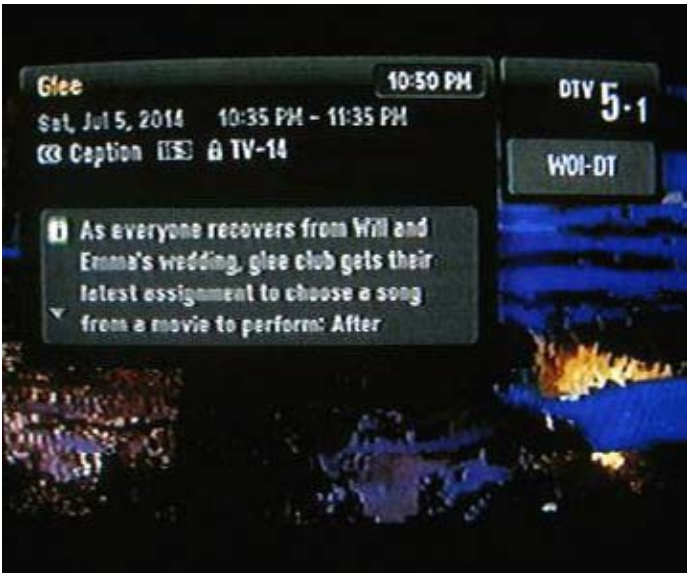 Glee
10:50 PM
DTV 5-1
Sat, Jul 5, 2014 10:35 PM - 11:35 PM
CC Caption TV-14
WOI-DT
i As everyone recovers from Will and
Emma's wedding, glee club gets their
latest assignment to choose a song
from a movie to perform: After